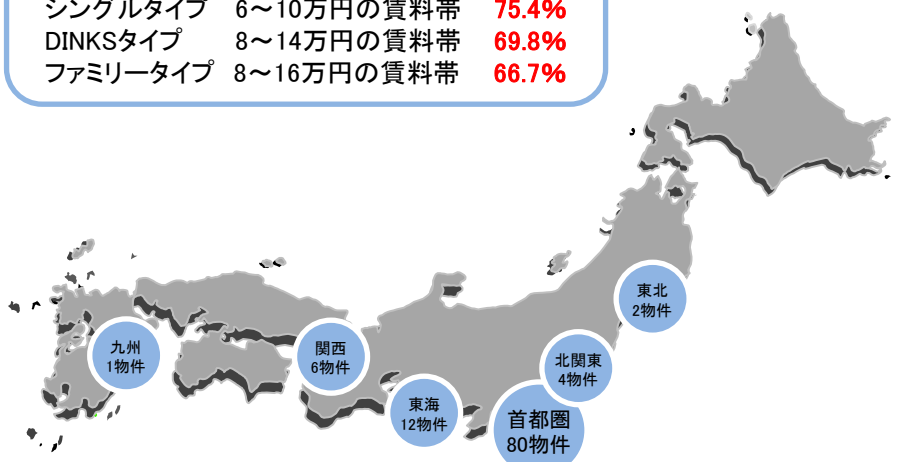 シングルタイプ 6～10万円の賃料帯 75.4%
DINKSタイプ 8～14万円の賃料帯 69.8%
ファミリータイプ 8～16万円の賃料帯 66.7%
東北
2物件
九州
1物件
関西
6物件
北関東
4物件
東海
12物件
首都圏
80物件